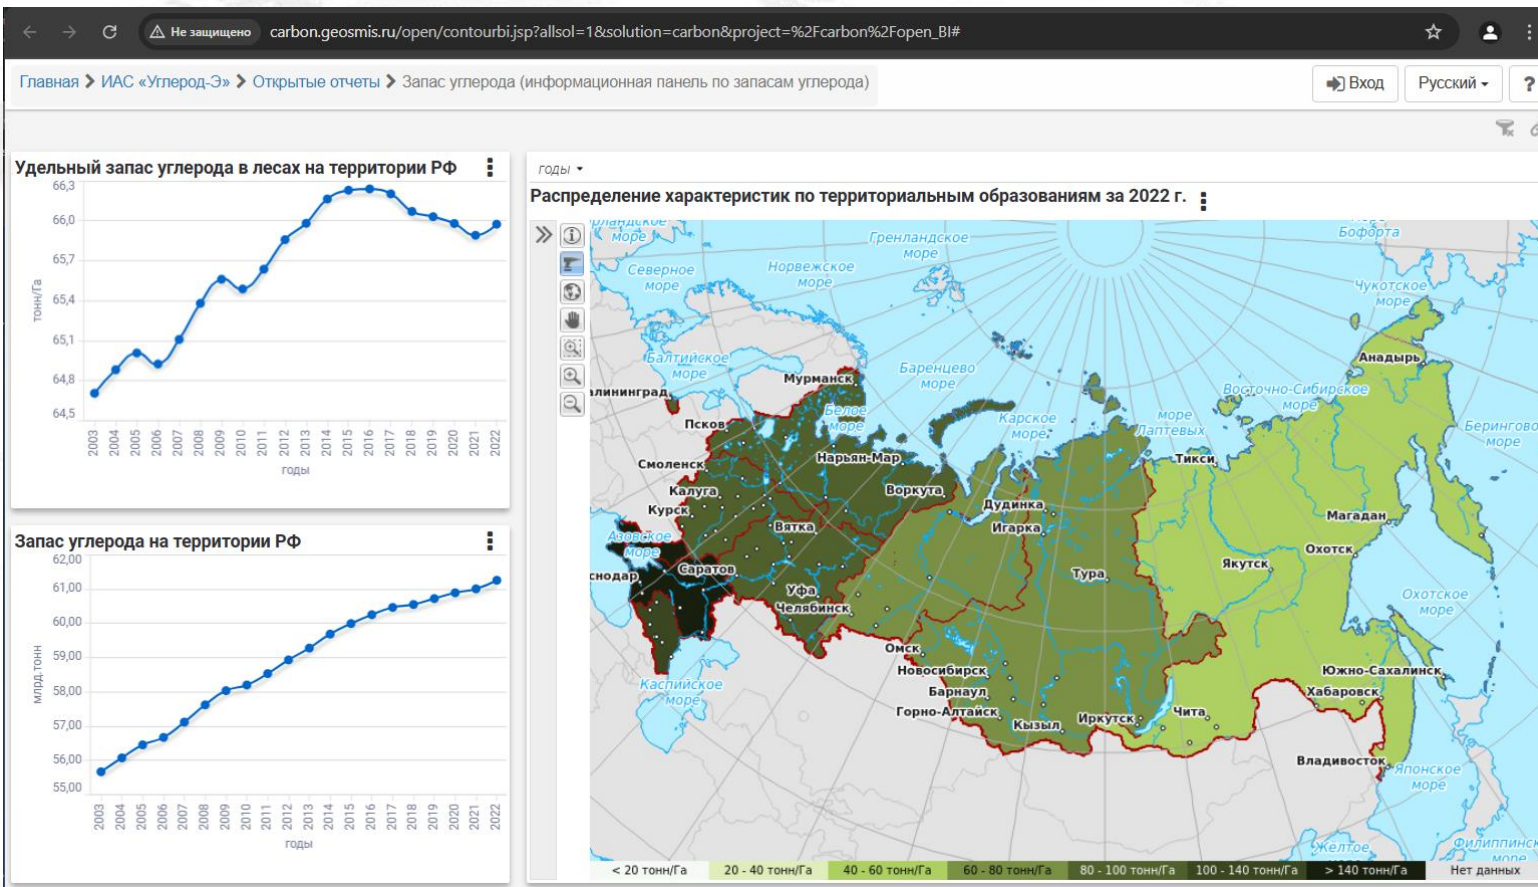 Не защищено carbon.geosmis.ru/open/contourbi.jsp?allsol=1&solution=carbon&project=%2Fcarbon%2Fopen_BI#
Главная > ИАС «Углерод-Э» > Открытые отчеты > Запас углерода (информационная панель по запасам углерода)
Вход
Русский
?
Удельный запас углерода в лесах на территории РФ
66,3
66,0
65,7
65,4
65,1
64,8
64,5
тонн/Га
2003 2004 2005 2006 2007 2008 2009 2010 2011 2012 2013 2014 2015 2016 2017 2018 2019 2020 2021 2022
годы
Запас углерода на территории РФ
62,00
61,00
60,00
59,00
58,00
57,00
56,00
55,00
млрд.тонн
2003 2004 2005 2006 2007 2008 2009 2010 2011 2012 2013 2014 2015 2016 2017 2018 2019 2020 2021 2022
годы
годы
Распределение характеристик по территориальным образованиям за 2022 г.
море
Бофорта
Гренландское
море
Северное
море
Норвежское
море
Чукотское
море
Балтийское
море
Баренцево
море
Анадырь
Мурманск
Восточно-Сибирское
море
алининград
Белое
море
Карское
море
море
Лаптевых
Берингово
море
Псков
Смоленск
Нарьян-Мар
Тикси
Калуга
Воркута
Курск
Дудинка
Магадан
Вятка
Игарка
Азовское
море
Охотск
снодар
Саратов
Тура
Якутск
Уфа
Челябинск
Охотское
море
Омск
Новосибирск
Южно-Сахалинск
Каспийское
море
Барнаул
Хабаровск
Горно-Алтайск
Кызыл
Иркутск
Чита
Владивосток
Японское
море
Желтое
Филиппинск
море
< 20 тонн/Га
20 - 40 тонн/Га
40 - 60 тонн/Га
60 - 80 тонн/Га
80 - 100 тонн/Га
100 - 140 тонн/Га
> 140 тонн/Га
Нет данных